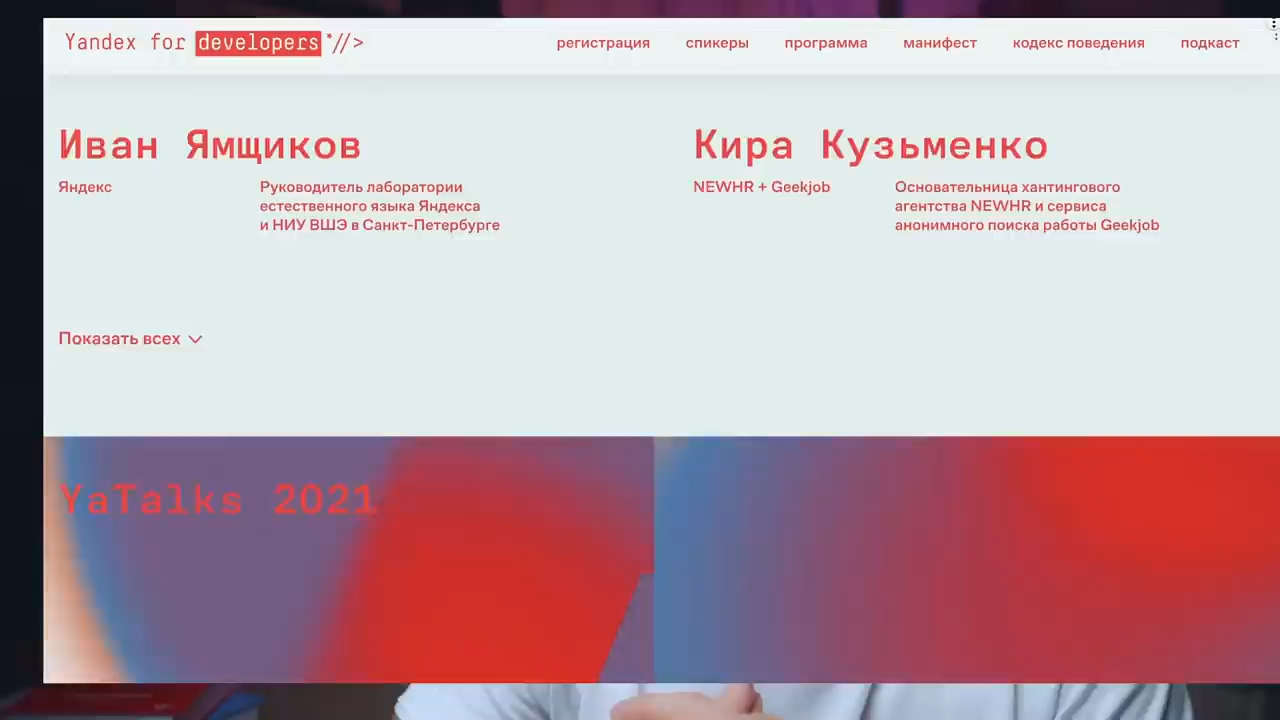 Yandex for developers *//>
регистрация
спикеры
программа
манифест
кодекс поведения
подкаст
Иван Ямщиков
Яндекс
Руководитель лаборатории
естественного языка Яндекса
и НИУ ВШЭ в Санкт-Петербурге
Кира Кузьменко
NEWHR + Geekjob
Основательница хантингового
агентства NEWHR и сервиса
анонимного поиска работы Geekjob
Показать всех
YaTalks 2021